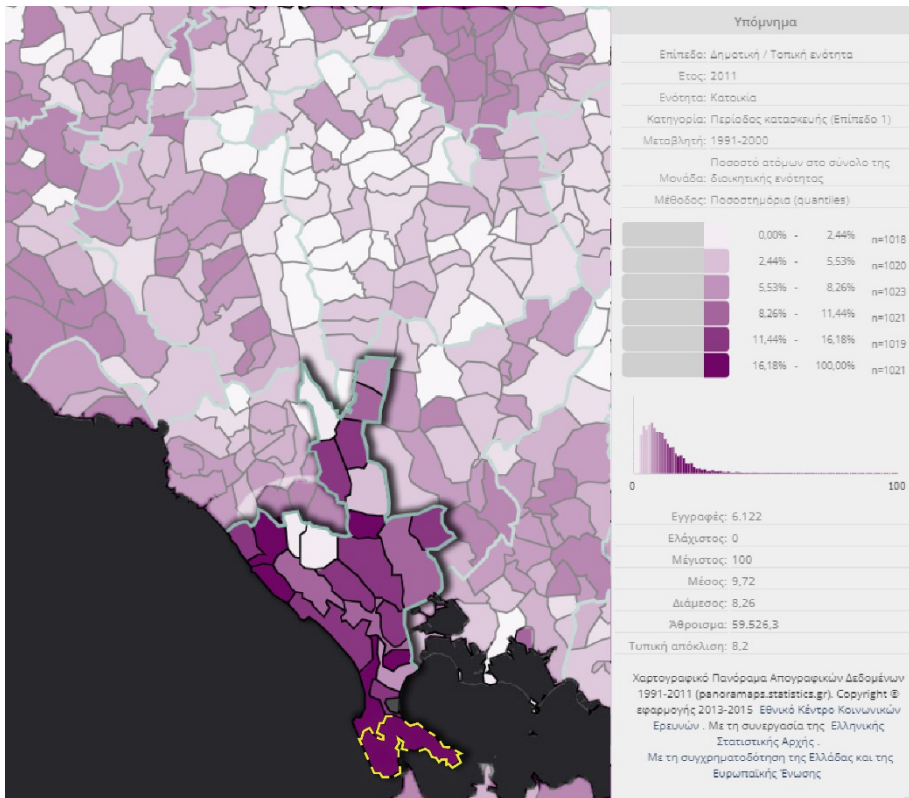 Υπόμνημα
Επίπεδο: Δημοτική / Τοπική ενότητα
Έτος: 2011
Ενότητα: Κατοικία
Κατηγορία: Περίοδος κατασκευής (Επίπεδο 1)
Μεταβλητή: 1991-2000
Ποσοστό ατόμων στο σύνολο της
Μονάδα: διοικητικής ενότητας
Μέθοδος: Ποσοστημόρια (quantiles)
0,00% - 2,44% n=1018
2,44% - 5,53% n=1020
5,53% - 8,26% n=1023
8,26% - 11,44% n=1021
11,44% - 16,18% n=1019
16,18% - 100,00% n=1021
0 100
Εγγραφές: 6.122
Ελάχιστος: 0
Μέγιστος: 100
Μέσος: 9,72
Διάμεσος: 8,26
Άθροισμα: 59.526,3
Τυπική απόκλιση: 8,2
Χαρτογραφικό Πανόραμα Απογραφικών Δεδομένων
1991-2011 (panoramaps.statistics.gr). Copyright ©
εφαρμογής 2013-2015 Εθνικό Κέντρο Κοινωνικών
Ερευνών . Με τη συνεργασία της Ελληνικής
Στατιστικής Αρχής .
Με τη συγχρηματοδότηση της Ελλάδας και της
Ευρωπαϊκής Ένωσης